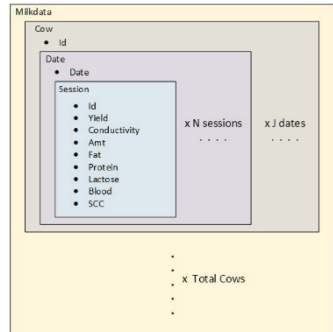 Milkdata
Cow
• Id
Date
• Date
Session
• Id
• Yield
• Conductivity
• Amt
• Fat
• Protein
• Lactose
• Blood
• SCC
x N sessions
. . . .
x J dates
. . . .
x Total Cows